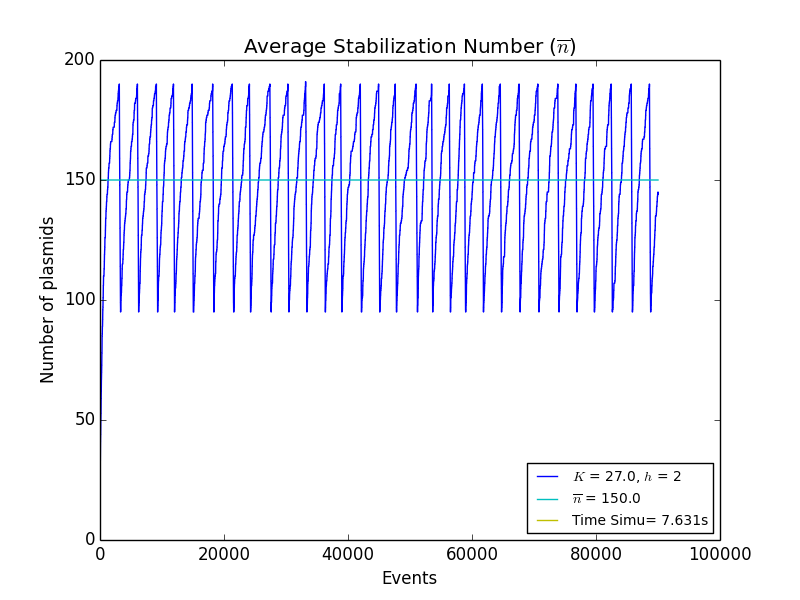 Average Stabilization Number (n̅)
Number of plasmids
200
150
100
50
0
0 20000 40000 60000 80000 100000
Events
K = 27.0, h = 2
n̅ = 150.0
Time Simu= 7.631s